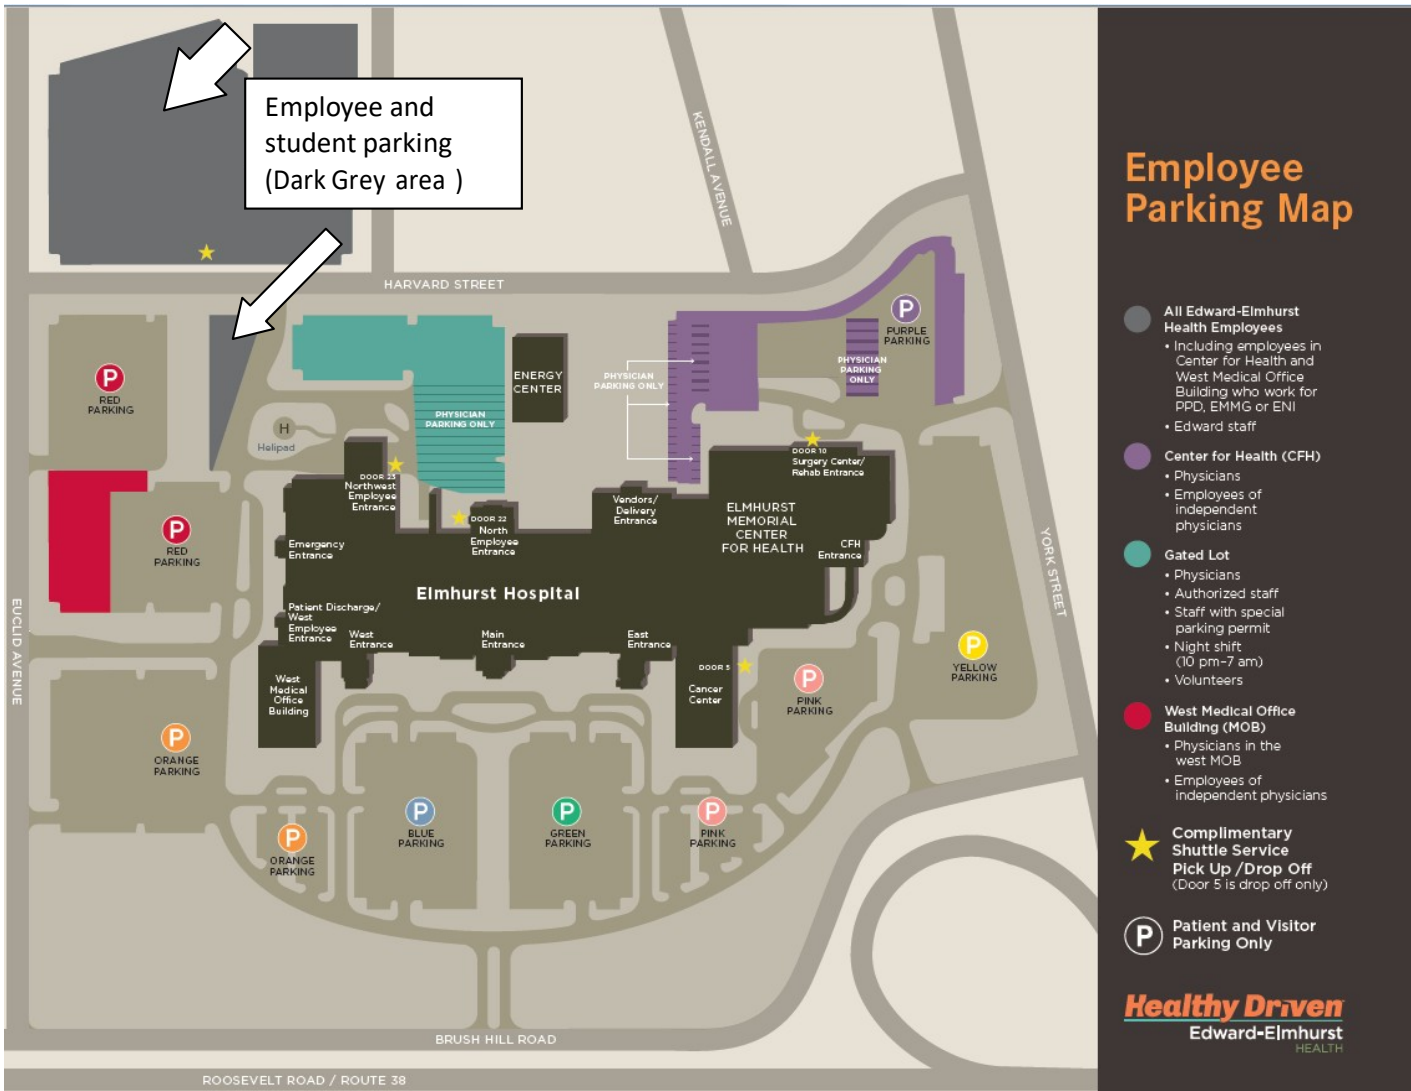 Employee and
student parking
(Dark Grey area )
HARVARD STREET
KENDALL AVENUE
YORK STREET
EUCLID AVENUE
BRUSH HILL ROAD
ROOSEVELT ROAD / ROUTE 38
P
RED
PARKING
P
RED
PARKING
H
Helipad
PHYSICIAN
PARKING ONLY
ENERGY
CENTER
PHYSICIAN
PARKING ONLY
P
PURPLE
PARKING
PHYSICIAN
PARKING
ONLY
DOOR 23
Northwest
Employee
Entrance
DOOR 22
North
Employee
Entrance
Vendors/
Delivery
Entrance
DOOR 10
Surgery Center/
Rehab Entrance
ELMHURST
MEMORIAL
CENTER
FOR HEALTH
CFH
Entrance
Emergency
Entrance
Elmhurst Hospital
Patient Discharge/
West
Employee
Entrance
West
Entrance
Main
Entrance
East
Entrance
DOOR 5
Cancer
Center
West
Medical
Office
Building
P
PINK
PARKING
P
YELLOW
PARKING
P
ORANGE
PARKING
P
ORANGE
PARKING
P
BLUE
PARKING
P
GREEN
PARKING
P
PINK
PARKING
Employee
Parking Map
All Edward-Elmhurst
Health Employees
• Including employees in
Center for Health and
West Medical Office
Building who work for
PPD, EMMG or ENI
• Edward staff
Center for Health (CFH)
• Physicians
• Employees of
independent
physicians
Gated Lot
• Physicians
• Authorized staff
• Staff with special
parking permit
• Night shift
(10 pm–7 am)
• Volunteers
West Medical Office
Building (MOB)
• Physicians in the
west MOB
• Employees of
independent physicians
Complimentary
Shuttle Service
Pick Up /Drop Off
(Door 5 is drop off only)
P
Patient and Visitor
Parking Only
Healthy Driven
Edward-Elmhurst
HEALTH